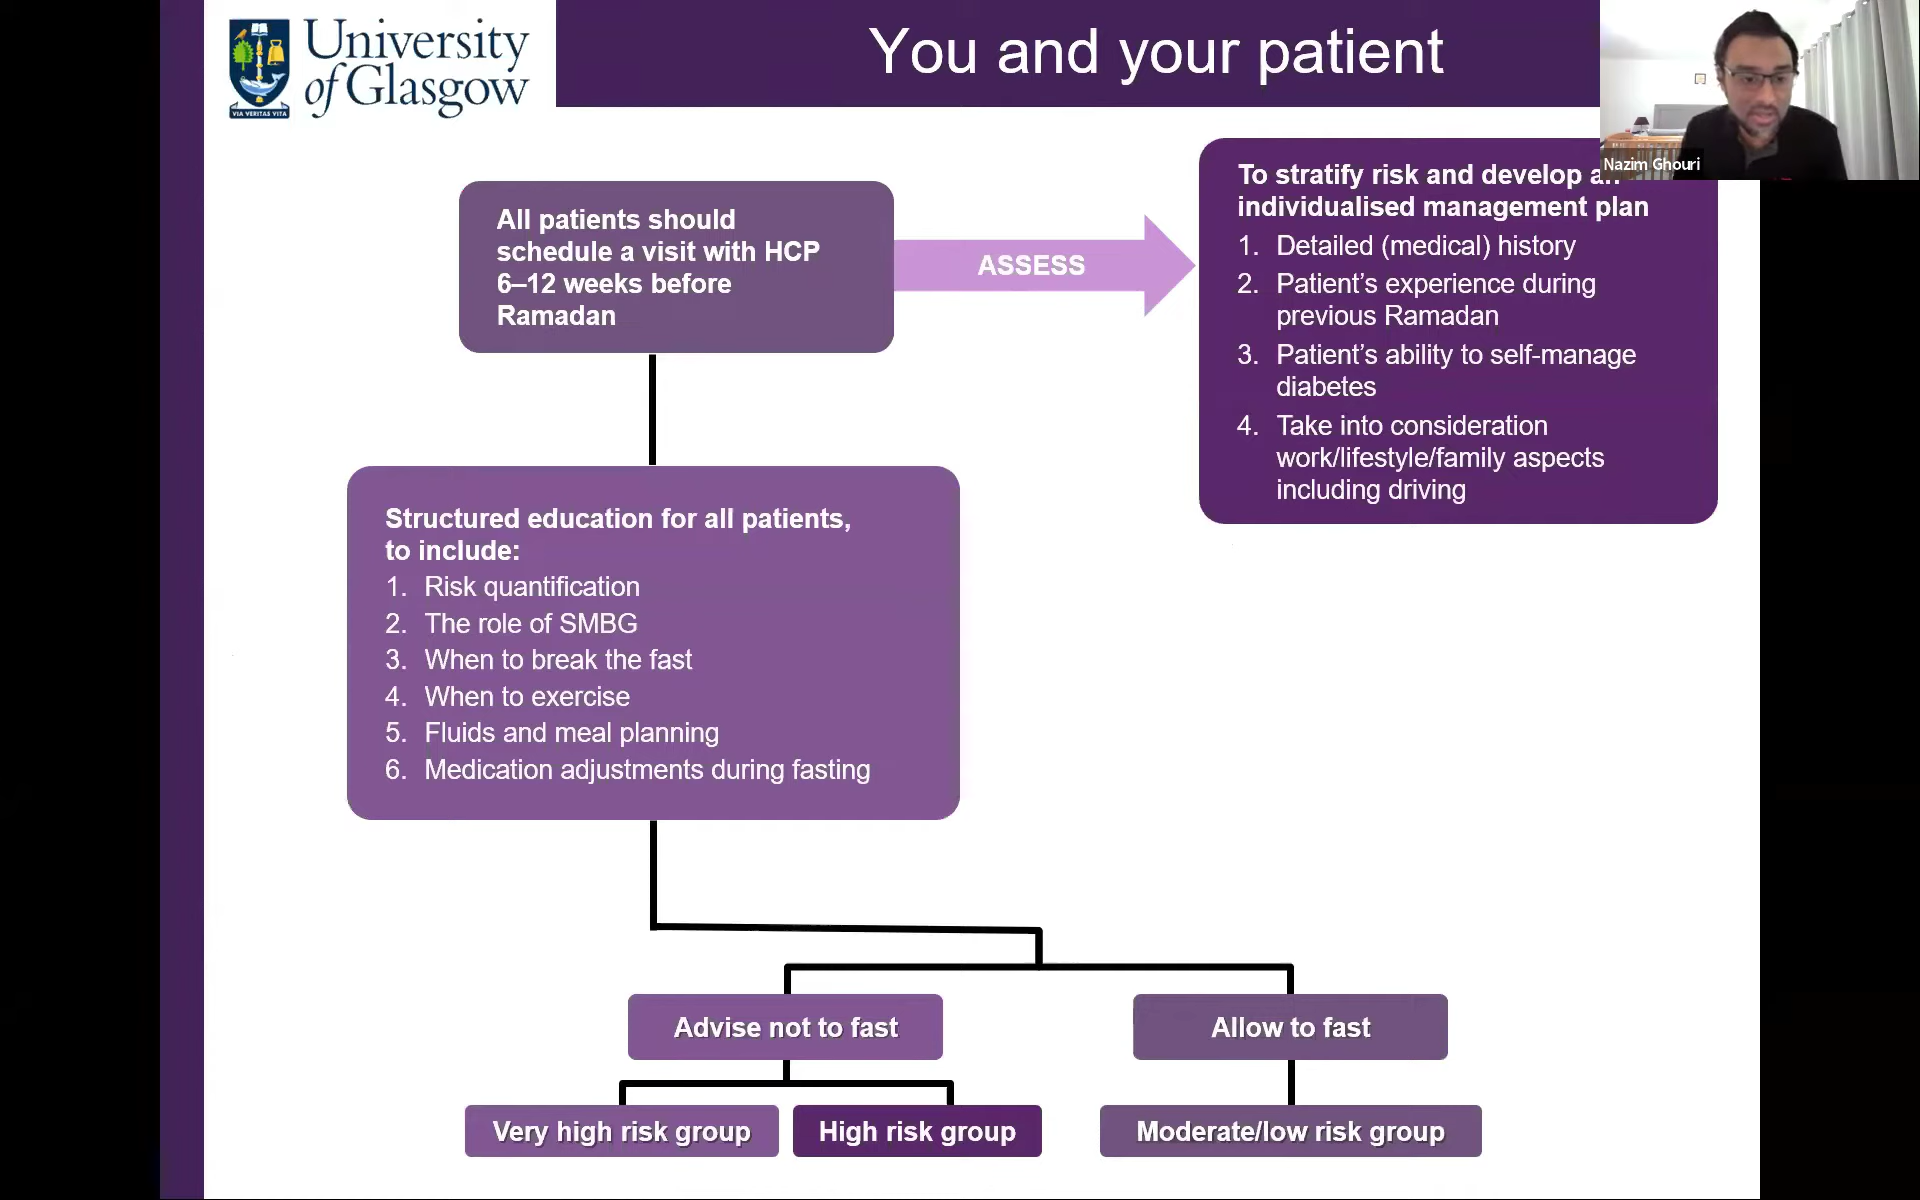 University
of Glasgow
VIA VERITAS VITA
You and your patient
Nazim Ghouri
All patients should
schedule a visit with HCP
6–12 weeks before
Ramadan
ASSESS
To stratify risk and develop an
individualised management plan
1. Detailed (medical) history
2. Patient’s experience during
previous Ramadan
3. Patient’s ability to self-manage
diabetes
4. Take into consideration
work/lifestyle/family aspects
including driving
Structured education for all patients,
to include:
1. Risk quantification
2. The role of SMBG
3. When to break the fast
4. When to exercise
5. Fluids and meal planning
6. Medication adjustments during fasting
Advise not to fast
Allow to fast
Very high risk group
High risk group
Moderate/low risk group